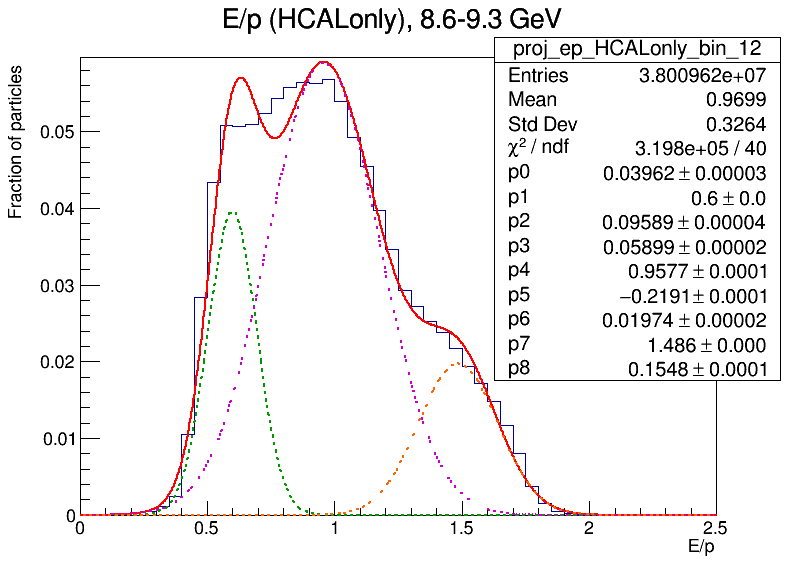 E/p (HCALonly), 8.6-9.3 GeV
proj_ep_HCALonly_bin_12
Entries 3.800962e+07
Mean 0.9699
Std Dev 0.3264
χ² / ndf 3.198e+05 / 40
p0 0.03962 ± 0.00003
p1 0.6 ± 0.0
p2 0.09589 ± 0.00004
p3 0.05899 ± 0.00002
p4 0.9577 ± 0.0001
p5 −0.2191 ± 0.0001
p6 0.01974 ± 0.00002
p7 1.486 ± 0.000
p8 0.1548 ± 0.0001
Fraction of particles
0.05
0.04
0.03
0.02
0.01
0
0 0.5 1 1.5 2 2.5
E/p